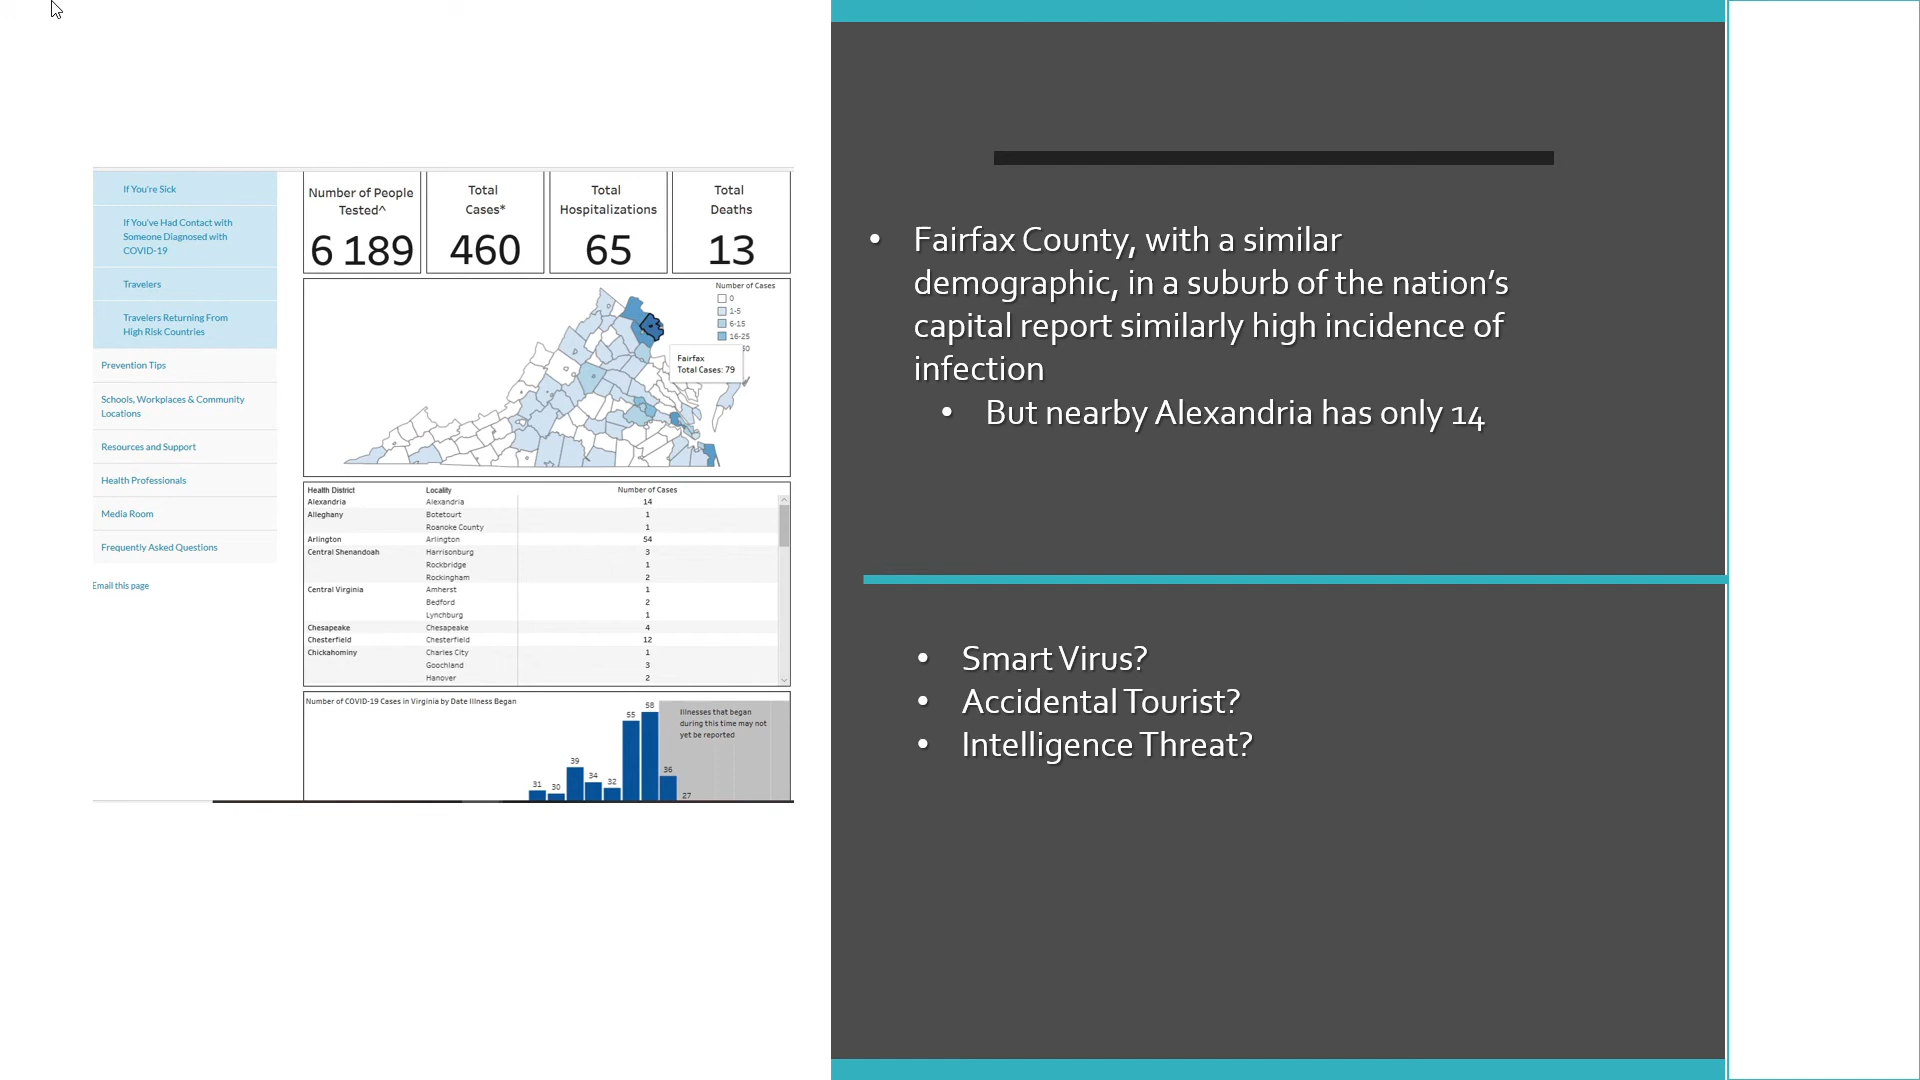 If You're Sick
If You've Had Contact with
Someone Diagnosed with
COVID-19
Travelers
Travelers Returning From
High Risk Countries
Prevention Tips
Schools, Workplaces & Community
Locations
Resources and Support
Health Professionals
Media Room
Frequently Asked Questions
Email this page
Number of People
Tested^
6 189
Total
Cases*
460
Total
Hospitalizations
65
Total
Deaths
13
Number of Cases
0
1-5
6-15
16-25
50
Fairfax
Total Cases: 79
Health District Locality Number of Cases
Alexandria Alexandria 14
Alleghany Botetourt 1
Roanoke County 1
Arlington Arlington 54
Central Shenandoah Harrisonburg 3
Rockbridge 1
Rockingham 2
Central Virginia Amherst 1
Bedford 2
Lynchburg 1
Chesapeake Chesapeake 4
Chesterfield Chesterfield 12
Chickahominy Charles City 1
Goochland 3
Hanover 2
Number of COVID-19 Cases in Virginia by Date Illness Began
31 30 39 34 32 55 58 36 27
Illnesses that began
during this time may not
yet be reported
• Fairfax County, with a similar
demographic, in a suburb of the nation’s
capital report similarly high incidence of
infection
• But nearby Alexandria has only 14
• Smart Virus?
• Accidental Tourist?
• Intelligence Threat?